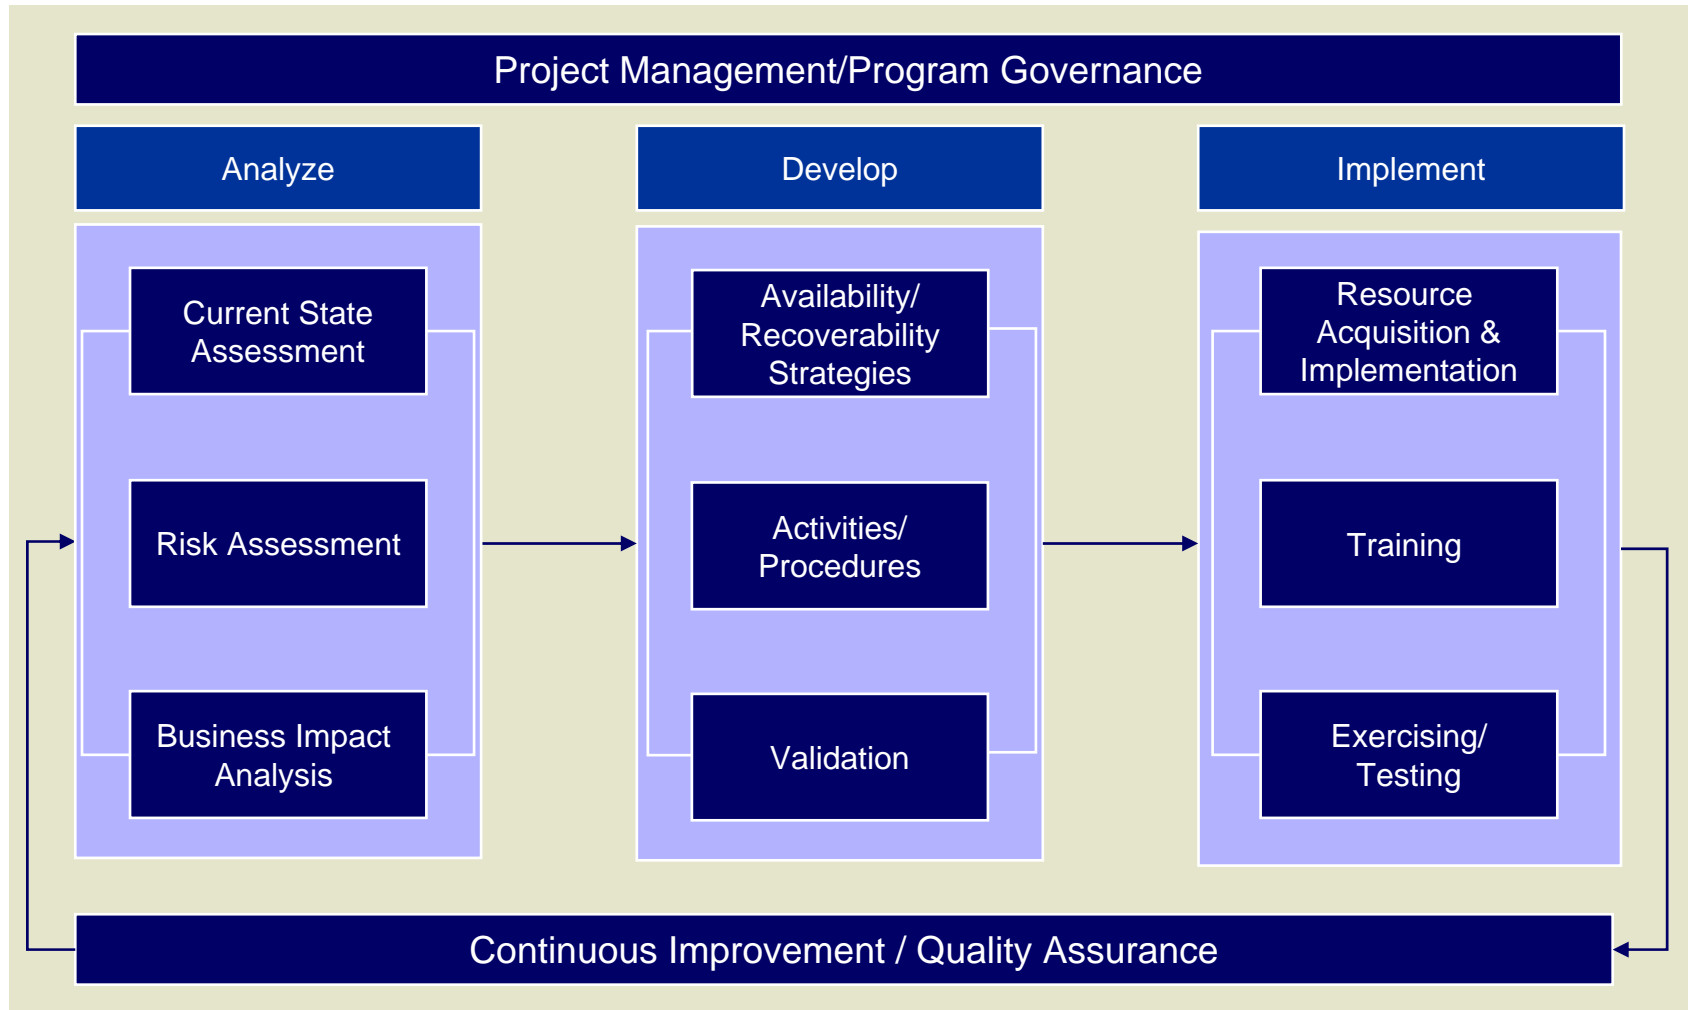 Project Management/Program Governance
Analyze
Develop
Implement
Current State
Assessment
Risk Assessment
Business Impact
Analysis
Availability/
Recoverability
Strategies
Activities/
Procedures
Validation
Resource
Acquisition &
Implementation
Training
Exercising/
Testing
Continuous Improvement / Quality Assurance